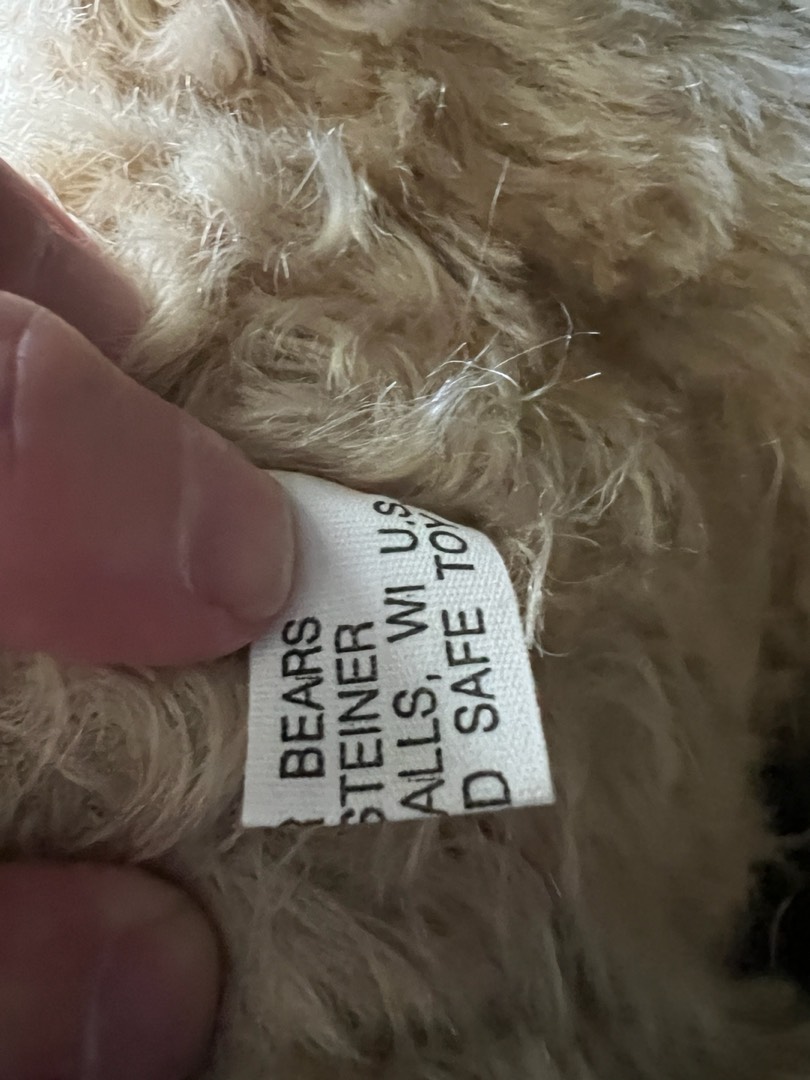 BEARS
STEINER
ALLS, WI U.S
D SAFE TOY